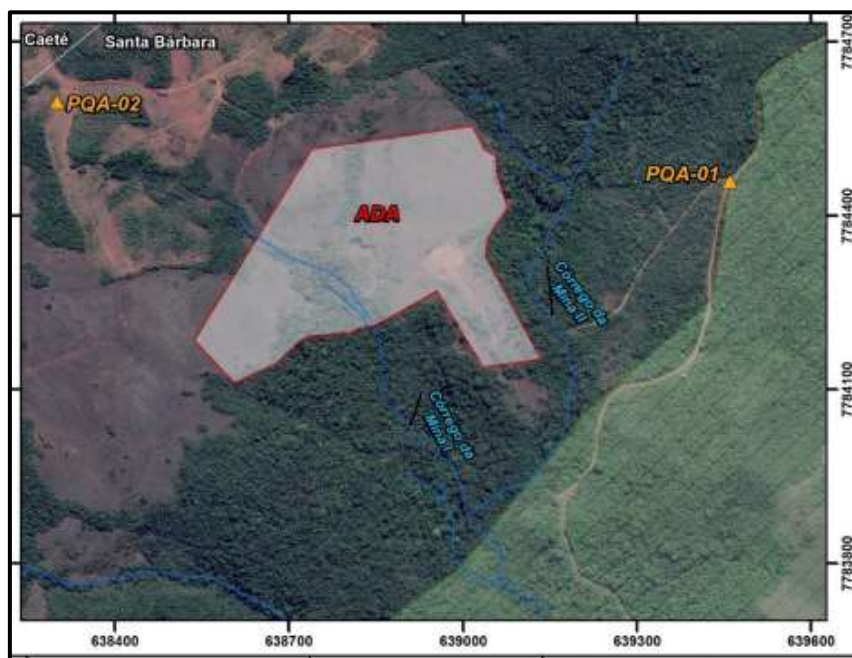 Caeté
Santa Bárbara
PQA-02
PQA-01
ADA
Córrego da
Mina II
Córrego da
Mina I
7784700
7784400
7784100
7783800
638400
638700
639000
639300
639600